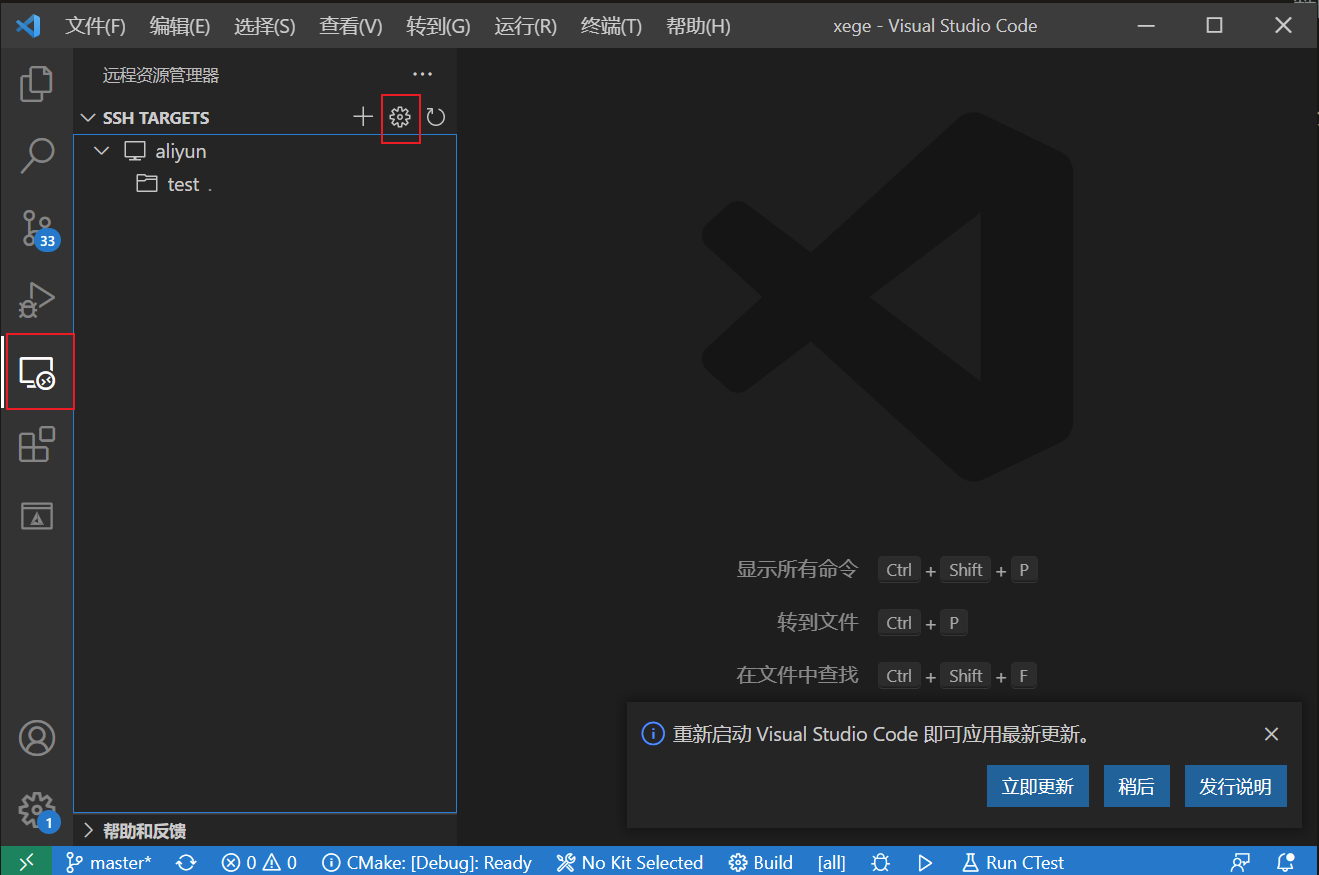 文件(F) 编辑(E) 选择(S) 查看(V) 转到(G) 运行(R) 终端(T) 帮助(H) xege - Visual Studio Code
远程资源管理器
SSH TARGETS
aliyun
test .
33
显示所有命令 Ctrl + Shift + P
转到文件 Ctrl + P
在文件中查找 Ctrl + Shift + F
重新启动 Visual Studio Code 即可应用最新更新。
立即更新 稍后 发行说明
1
帮助和反馈
master* 0 0 CMake: [Debug]: Ready No Kit Selected Build [all] Run CTest